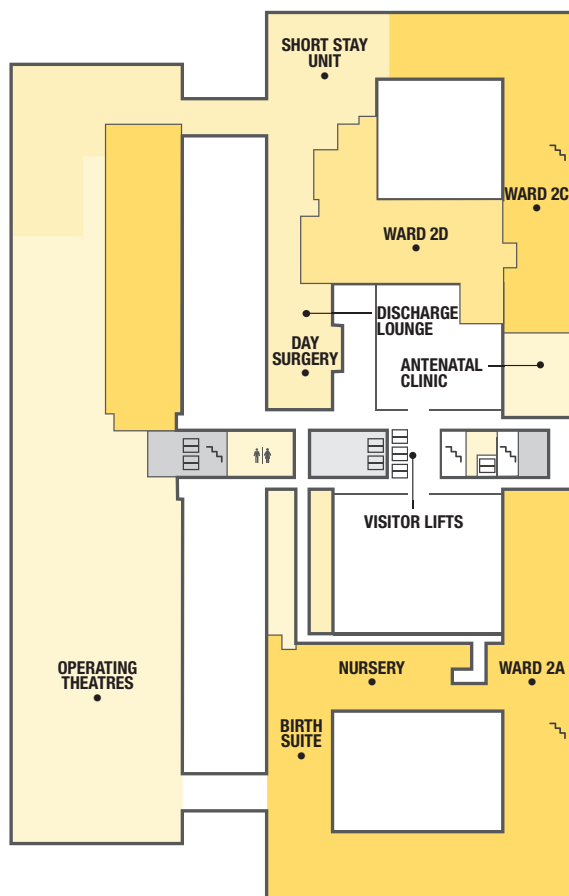 SHORT STAY
UNIT
WARD 2C
WARD 2D
DISCHARGE
LOUNGE
DAY
SURGERY
ANTENATAL
CLINIC
VISITOR LIFTS
OPERATING
THEATRES
NURSERY
WARD 2A
BIRTH
SUITE